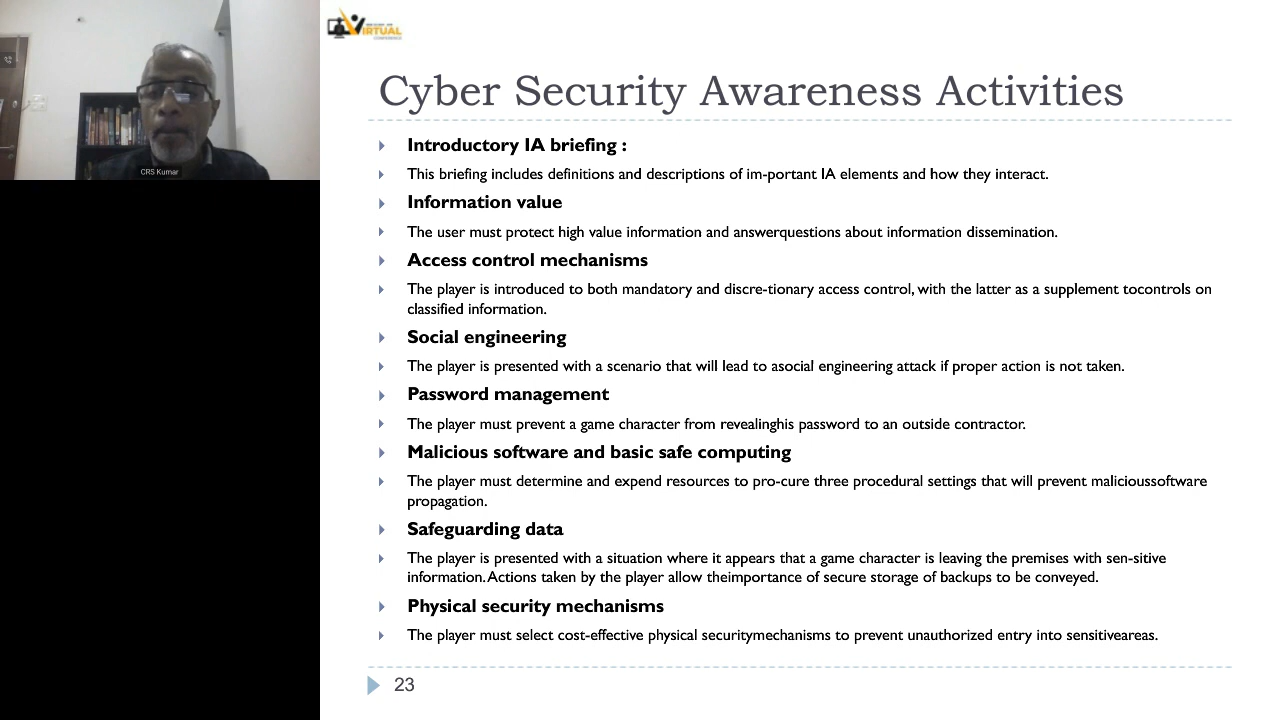 VIRTUAL
CONFERENCE
CRS Kumar
Cyber Security Awareness Activities
Introductory IA briefing :
This briefing includes definitions and descriptions of im-portant IA elements and how they interact.
Information value
The user must protect high value information and answerquestions about information dissemination.
Access control mechanisms
The player is introduced to both mandatory and discre-tionary access control, with the latter as a supplement tocontrols on
classified information.
Social engineering
The player is presented with a scenario that will lead to asocial engineering attack if proper action is not taken.
Password management
The player must prevent a game character from revealinghis password to an outside contractor.
Malicious software and basic safe computing
The player must determine and expend resources to pro-cure three procedural settings that will prevent malicioussoftware
propagation.
Safeguarding data
The player is presented with a situation where it appears that a game character is leaving the premises with sen-sitive
information. Actions taken by the player allow theimportance of secure storage of backups to be conveyed.
Physical security mechanisms
The player must select cost-effective physical securitymechanisms to prevent unauthorized entry into sensitiveareas.
23